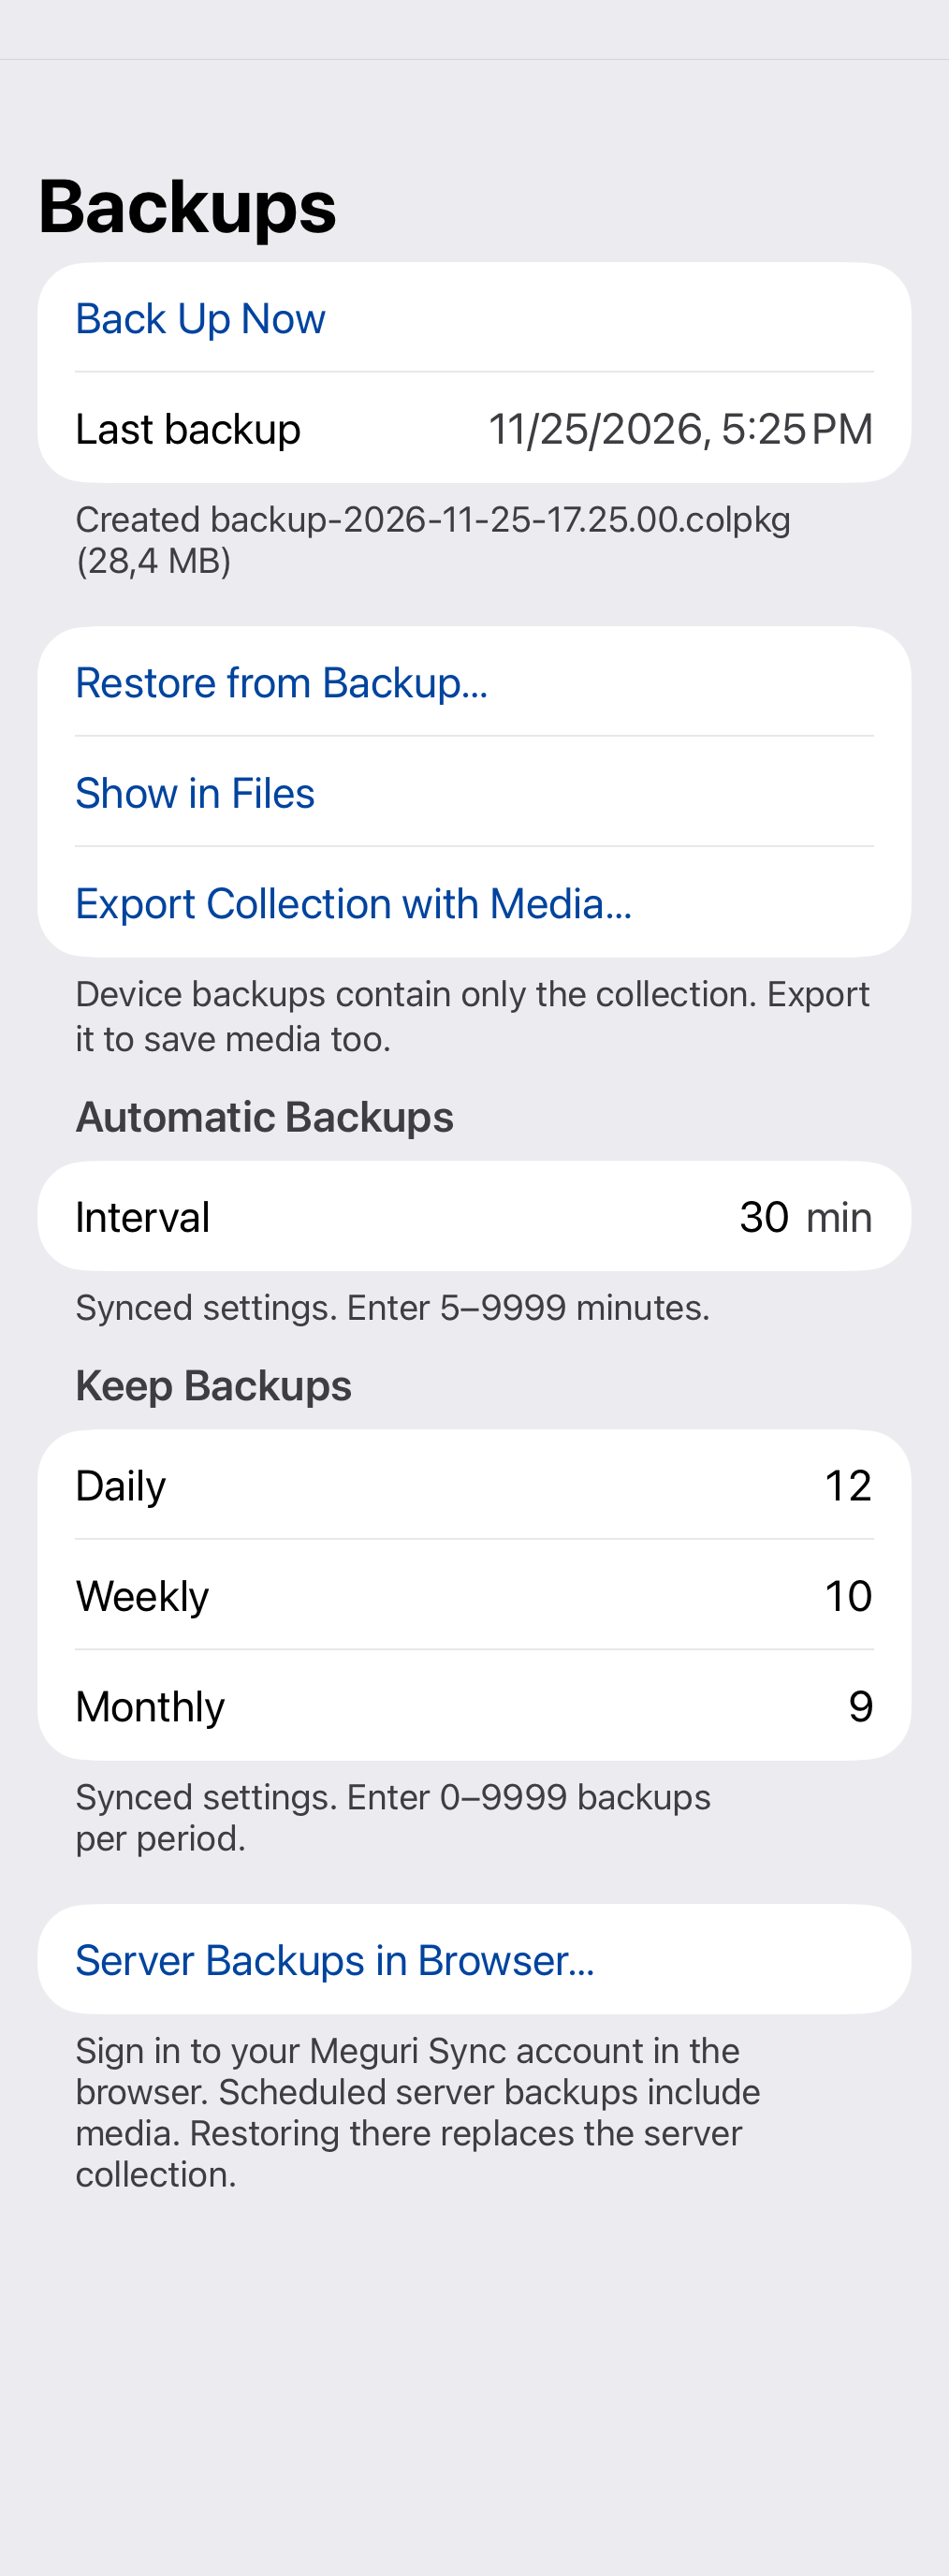 Backups
Back Up Now
Last backup 11/25/2026, 5:25 PM
Created backup-2026-11-25-17.25.00.colpkg
(28,4 MB)
Restore from Backup...
Show in Files
Export Collection with Media...
Device backups contain only the collection. Export
it to save media too.
Automatic Backups
Interval 30 min
Synced settings. Enter 5–9999 minutes.
Keep Backups
Daily 12
Weekly 10
Monthly 9
Synced settings. Enter 0–9999 backups
per period.
Server Backups in Browser...
Sign in to your Meguri Sync account in the
browser. Scheduled server backups include
media. Restoring there replaces the server
collection.